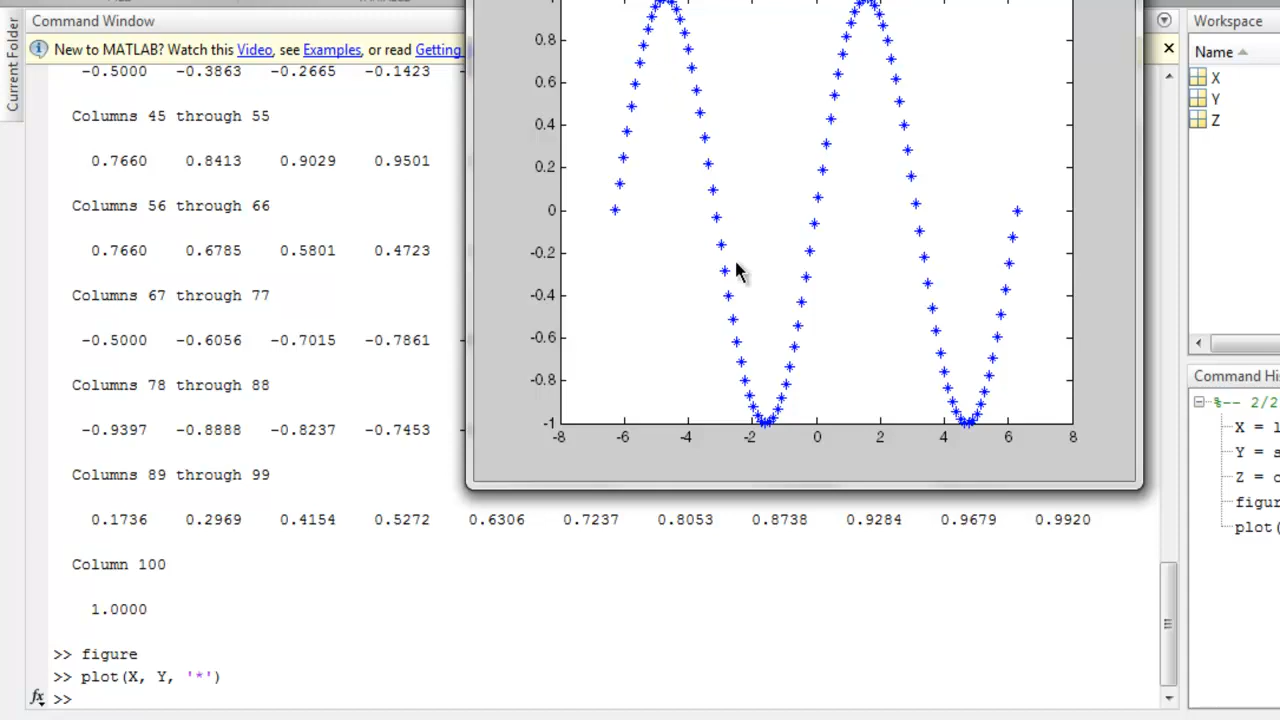 Current Folder
Command Window
New to MATLAB? Watch this Video, see Examples, or read Getting
-0.5000 -0.3863 -0.2665 -0.1423
Columns 45 through 55
0.7660 0.8413 0.9029 0.9501
Columns 56 through 66
0.7660 0.6785 0.5801 0.4723
Columns 67 through 77
-0.5000 -0.6056 -0.7015 -0.7861
Columns 78 through 88
-0.9397 -0.8888 -0.8237 -0.7453
Columns 89 through 99
0.1736 0.2969 0.4154 0.5272 0.6306 0.7237 0.8053 0.8738 0.9284 0.9679 0.9920
Column 100
1.0000
>> figure
>> plot(X, Y, '*')
fx >>
0.8
0.6
0.4
0.2
0
-0.2
-0.4
-0.6
-0.8
-1
-8 -6 -4 -2 0 2 4 6 8
Workspace
Name
X
Y
Z
Command His
%-- 2/2
X = l
Y = s
Z = c
figur
plot(